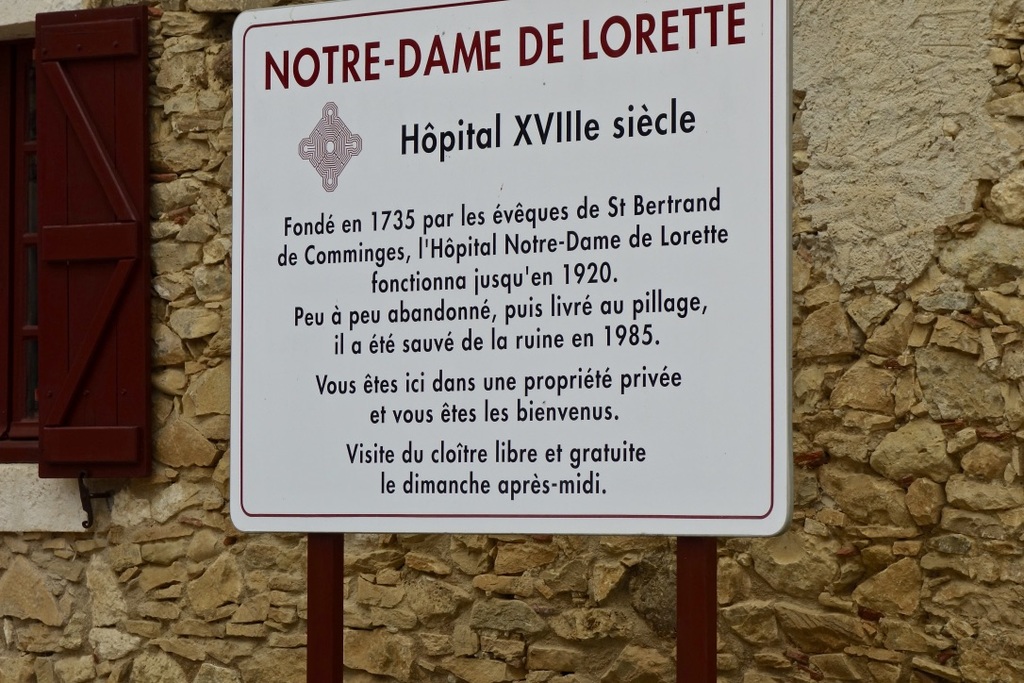 NOTRE-DAME DE LORETTE
Hôpital XVIIIe siècle
Fondé en 1735 par les évêques de St Bertrand
de Comminges, l'Hôpital Notre-Dame de Lorette
fonctionna jusqu'en 1920.
Peu à peu abandonné, puis livré au pillage,
il a été sauvé de la ruine en 1985.
Vous êtes ici dans une propriété privée
et vous êtes les bienvenus.
Visite du cloître libre et gratuite
le dimanche après-midi.